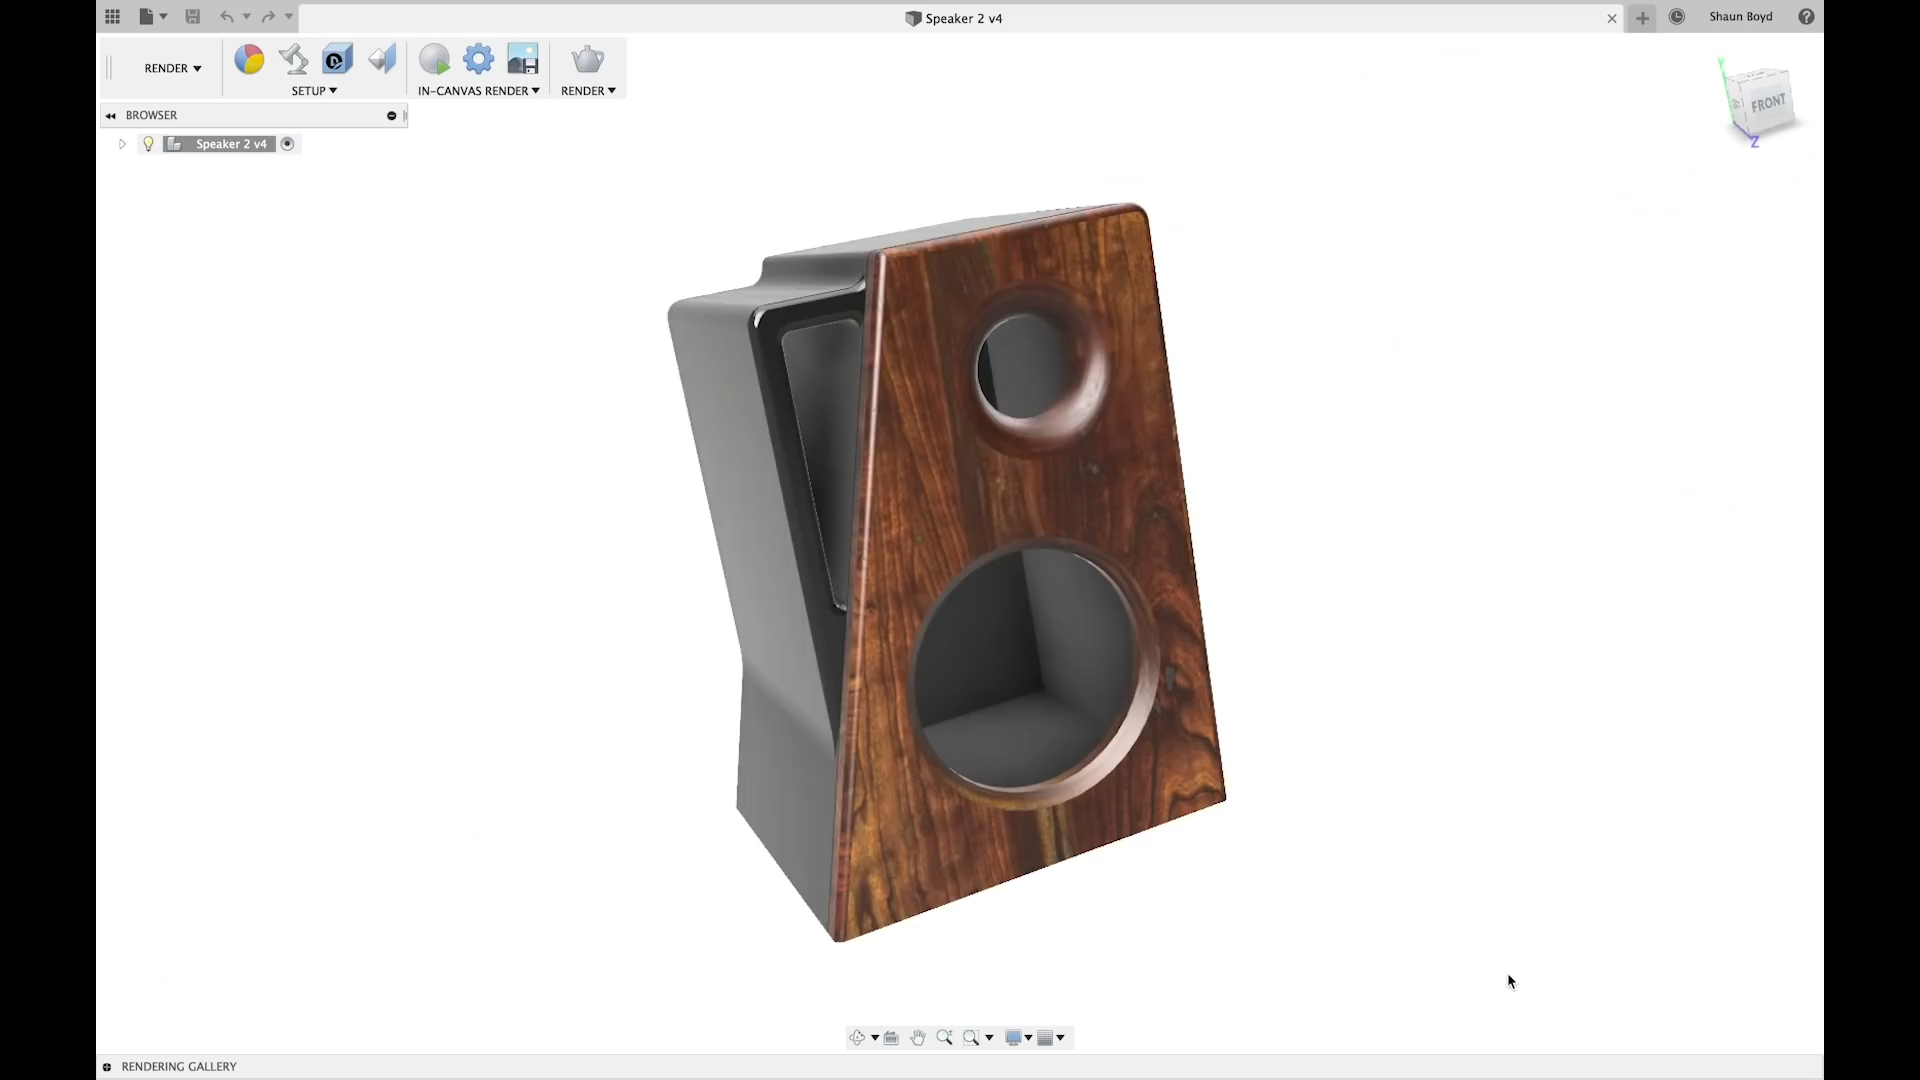 Speaker 2 v4
Shaun Boyd
RENDER
SETUP
IN-CANVAS RENDER
RENDER
BROWSER
Speaker 2 v4
FRONT
Y
Z
RENDERING GALLERY